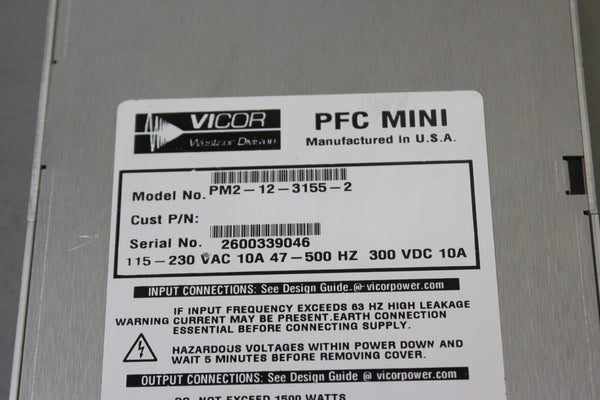 VICOR
Westcor Division
PFC MINI
Manufactured in U.S.A.
Model No. PM2-12-3155-2
Cust P/N:
Serial No. 2600339046
115-230 VAC 10A 47-500 HZ 300 VDC 10A
INPUT CONNECTIONS: See Design Guide @ vicorpower.com
IF INPUT FREQUENCY EXCEEDS 63 HZ HIGH LEAKAGE
WARNING CURRENT MAY BE PRESENT.EARTH CONNECTION
ESSENTIAL BEFORE CONNECTING SUPPLY.
HAZARDOUS VOLTAGES WITHIN POWER DOWN AND
WAIT 5 MINUTES BEFORE REMOVING COVER.
OUTPUT CONNECTIONS: See Design Guide @ vicorpower.com
DO NOT EXCEED 1500 WATTS